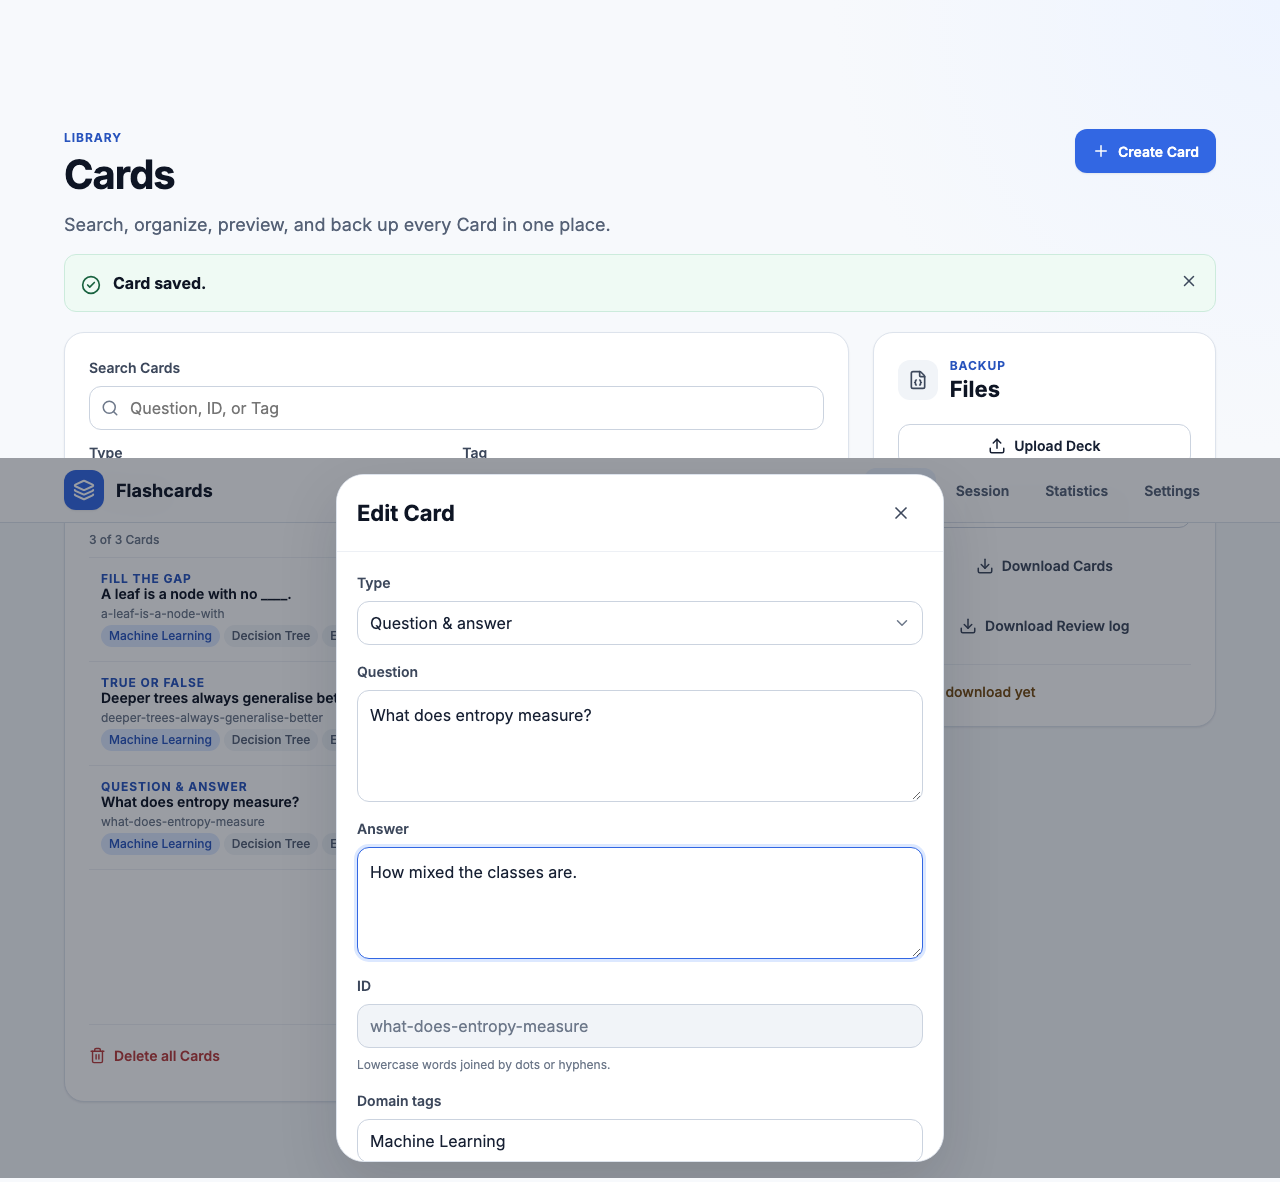 LIBRARY
Cards
Create Card
Search, organize, preview, and back up every Card in one place.
Card saved.
Search Cards
Question, ID, or Tag
Type
Tag
BACKUP
Files
Upload Deck
Flashcards
Session
Statistics
Settings
3 of 3 Cards
FILL THE GAP
A leaf is a node with no ____.
a-leaf-is-a-node-with
Machine Learning
Decision Tree
E
TRUE OR FALSE
Deeper trees always generalise bet
deeper-trees-always-generalise-better
Machine Learning
Decision Tree
E
QUESTION & ANSWER
What does entropy measure?
what-does-entropy-measure
Machine Learning
Decision Tree
E
Delete all Cards
Edit Card
Type
Question & answer
Question
What does entropy measure?
Answer
How mixed the classes are.
ID
what-does-entropy-measure
Lowercase words joined by dots or hyphens.
Domain tags
Machine Learning
Download Cards
Download Review log
download yet